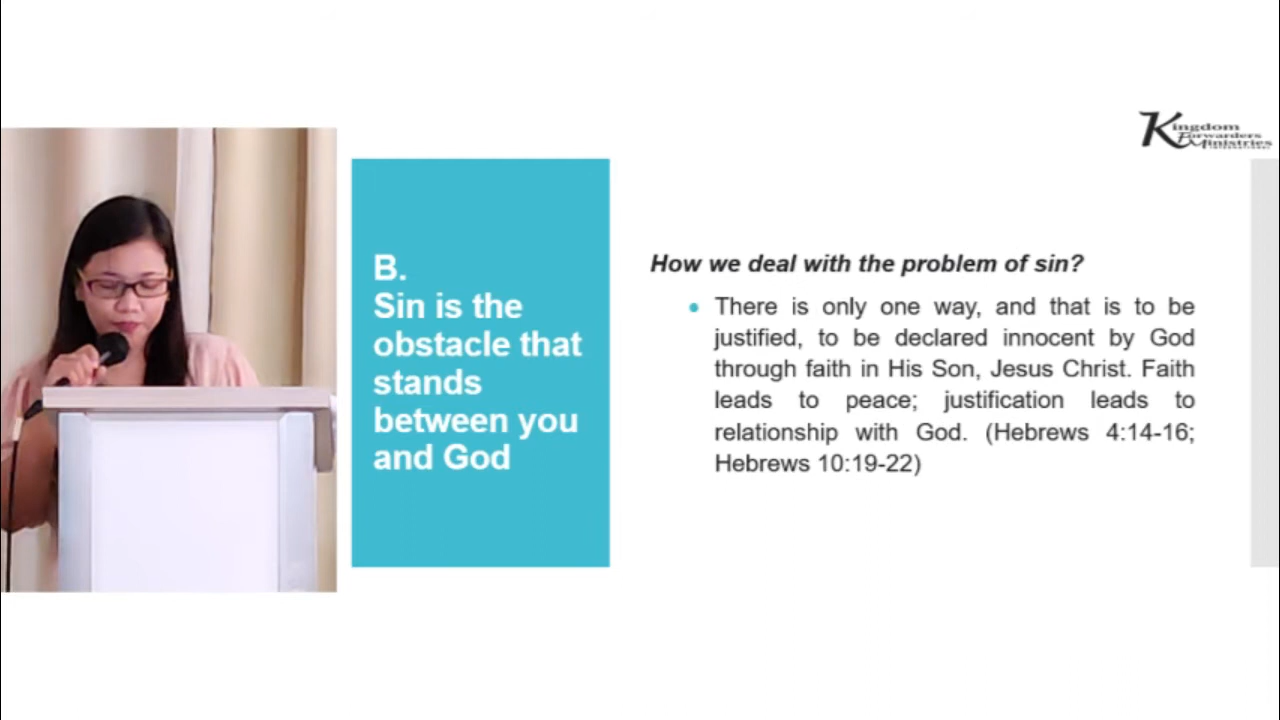 Kingdom
Forwarders
Ministries
INTERNATIONAL
B.
Sin is the
obstacle that
stands
between you
and God
How we deal with the problem of sin?
There is only one way, and that is to be
justified, to be declared innocent by God
through faith in His Son, Jesus Christ. Faith
leads to peace; justification leads to
relationship with God. (Hebrews 4:14-16;
Hebrews 10:19-22)